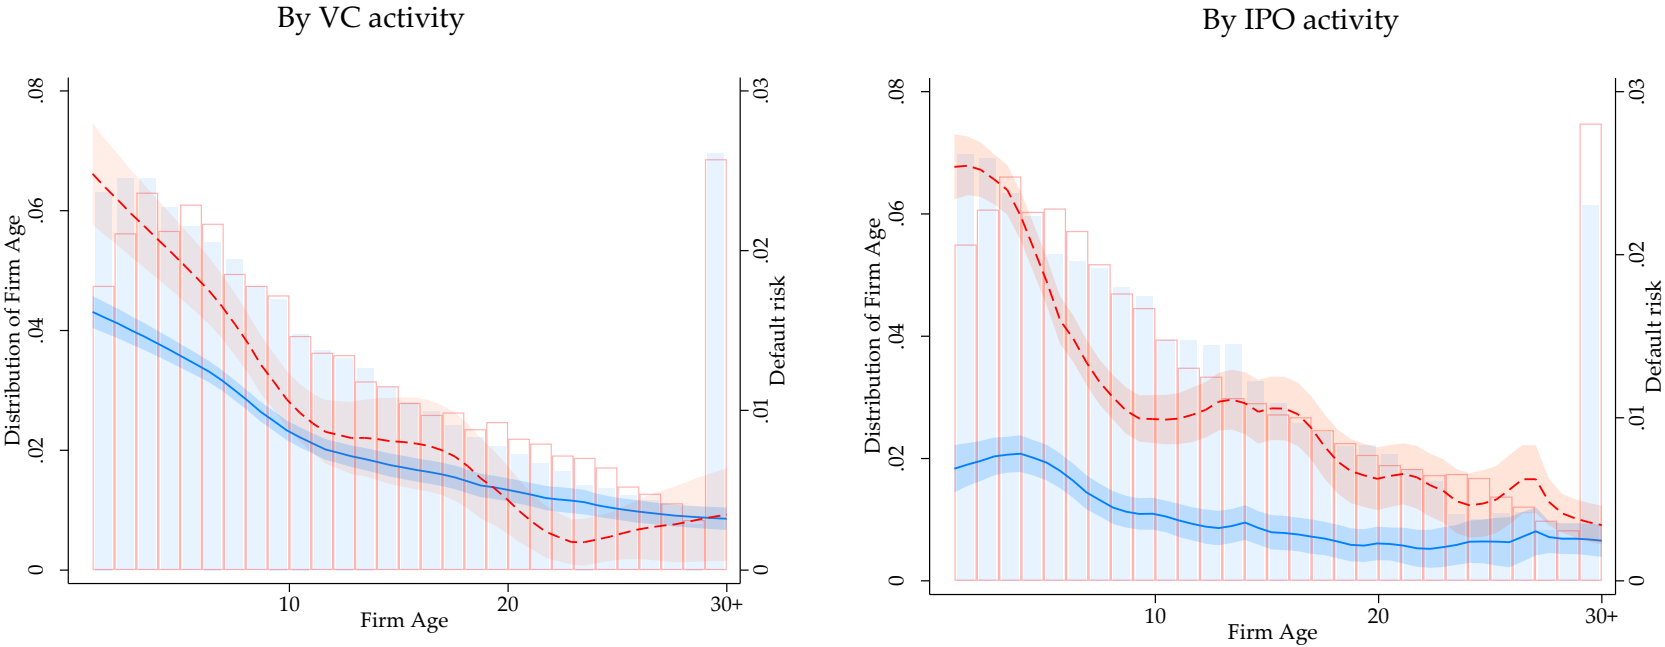 By VC activity
Distribution of Firm Age
0 .02 .04 .06 .08
Default risk
0 .01 .02 .03
10 20 30+
Firm Age
By IPO activity
Distribution of Firm Age
0 .02 .04 .06 .08
Default risk
0 .01 .02 .03
10 20 30+
Firm Age